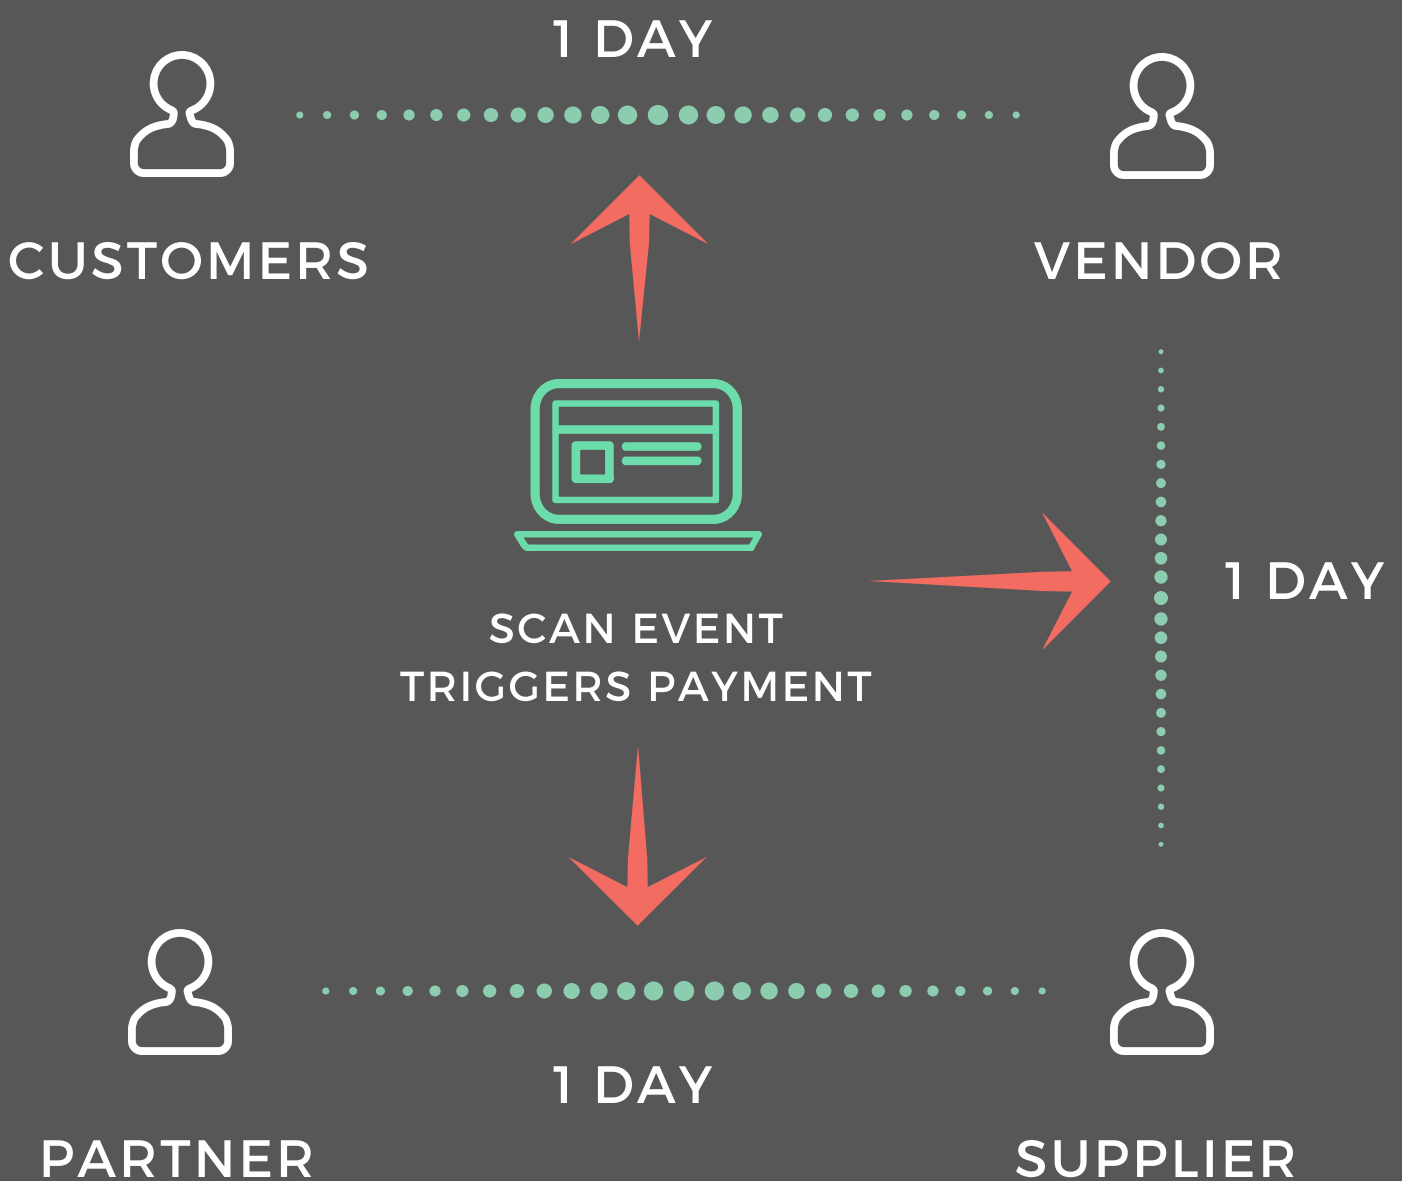 1 DAY
CUSTOMERS
VENDOR
1 DAY
SCAN EVENT
TRIGGERS PAYMENT
1 DAY
PARTNER
SUPPLIER